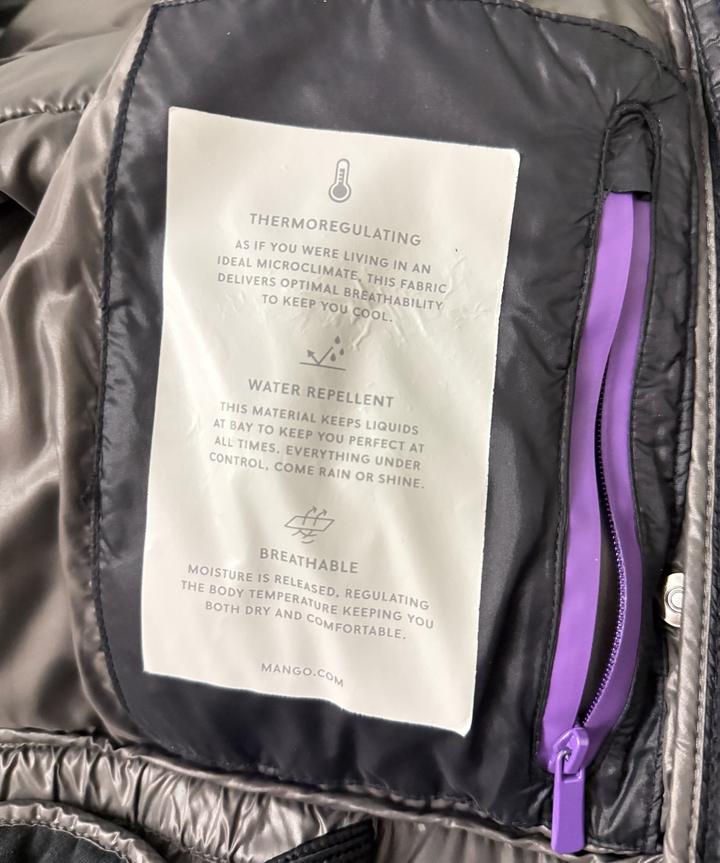 THERMOREGULATING
AS IF YOU WERE LIVING IN AN
IDEAL MICROCLIMATE, THIS FABRIC
DELIVERS OPTIMAL BREATHABILITY
TO KEEP YOU COOL.
WATER REPELLENT
THIS MATERIAL KEEPS LIQUIDS
AT BAY TO KEEP YOU PERFECT AT
ALL TIMES. EVERYTHING UNDER
CONTROL, COME RAIN OR SHINE.
BREATHABLE
MOISTURE IS RELEASED, REGULATING
THE BODY TEMPERATURE KEEPING YOU
BOTH DRY AND COMFORTABLE.
MANGO.COM